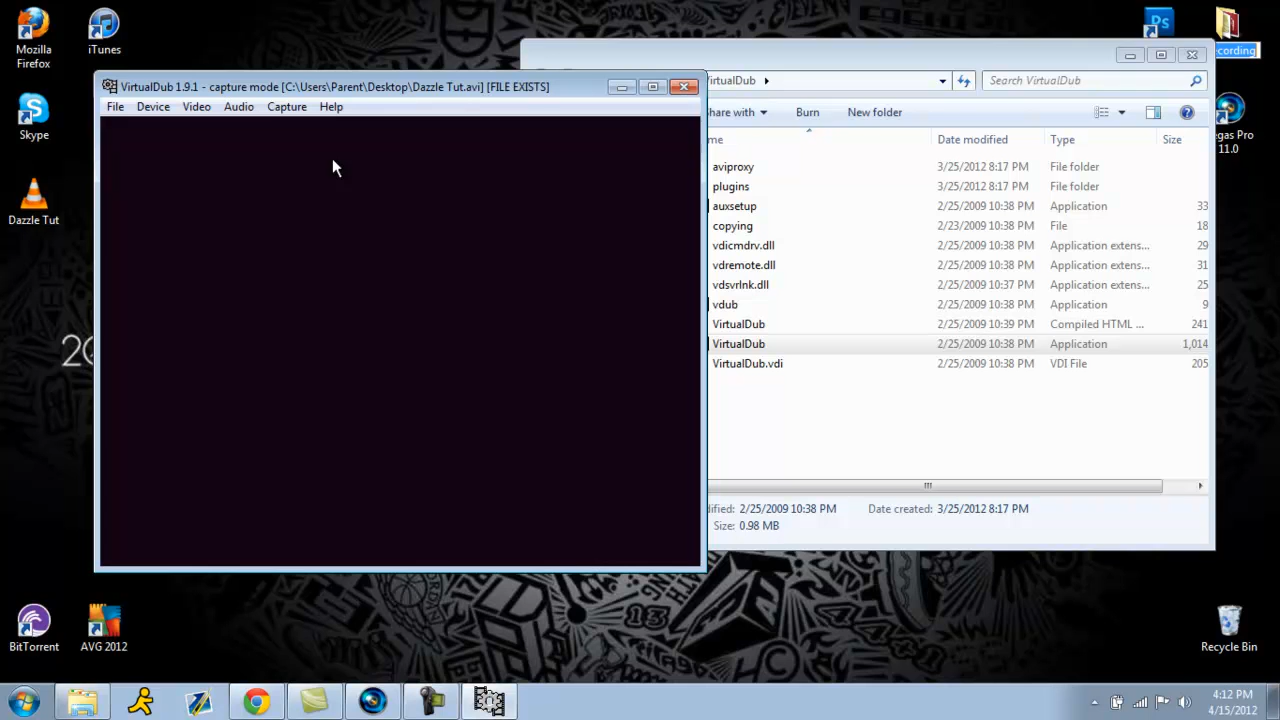 Mozilla
Firefox
iTunes
Skype
Dazzle Tut
BitTorrent
AVG 2012
VirtualDub 1.9.1 - capture mode [C:\Users\Parent\Desktop\Dazzle Tut.avi] [FILE EXISTS]
File Device Video Audio Capture Help
VirtualDub
Search VirtualDub
hare with Burn New folder
me Date modified Type Size
aviproxy 3/25/2012 8:17 PM File folder
plugins 3/25/2012 8:17 PM File folder
auxsetup 2/25/2009 10:38 PM Application 33
copying 2/23/2009 10:38 PM File 18
vdicmdrv.dll 2/25/2009 10:38 PM Application extens... 29
vdremote.dll 2/25/2009 10:38 PM Application extens... 31
vdsvrlnk.dll 2/25/2009 10:37 PM Application extens... 25
vdub 2/25/2009 10:38 PM Application 9
VirtualDub 2/25/2009 10:39 PM Compiled HTML ... 241
VirtualDub 2/25/2009 10:38 PM Application 1,014
VirtualDub.vdi 2/25/2009 10:38 PM VDI File 205
dified: 2/25/2009 10:38 PM Date created: 3/25/2012 8:17 PM
Size: 0.98 MB
Ps
ecording
egas Pro
11.0
Recycle Bin
13
4:12 PM
4/15/2012